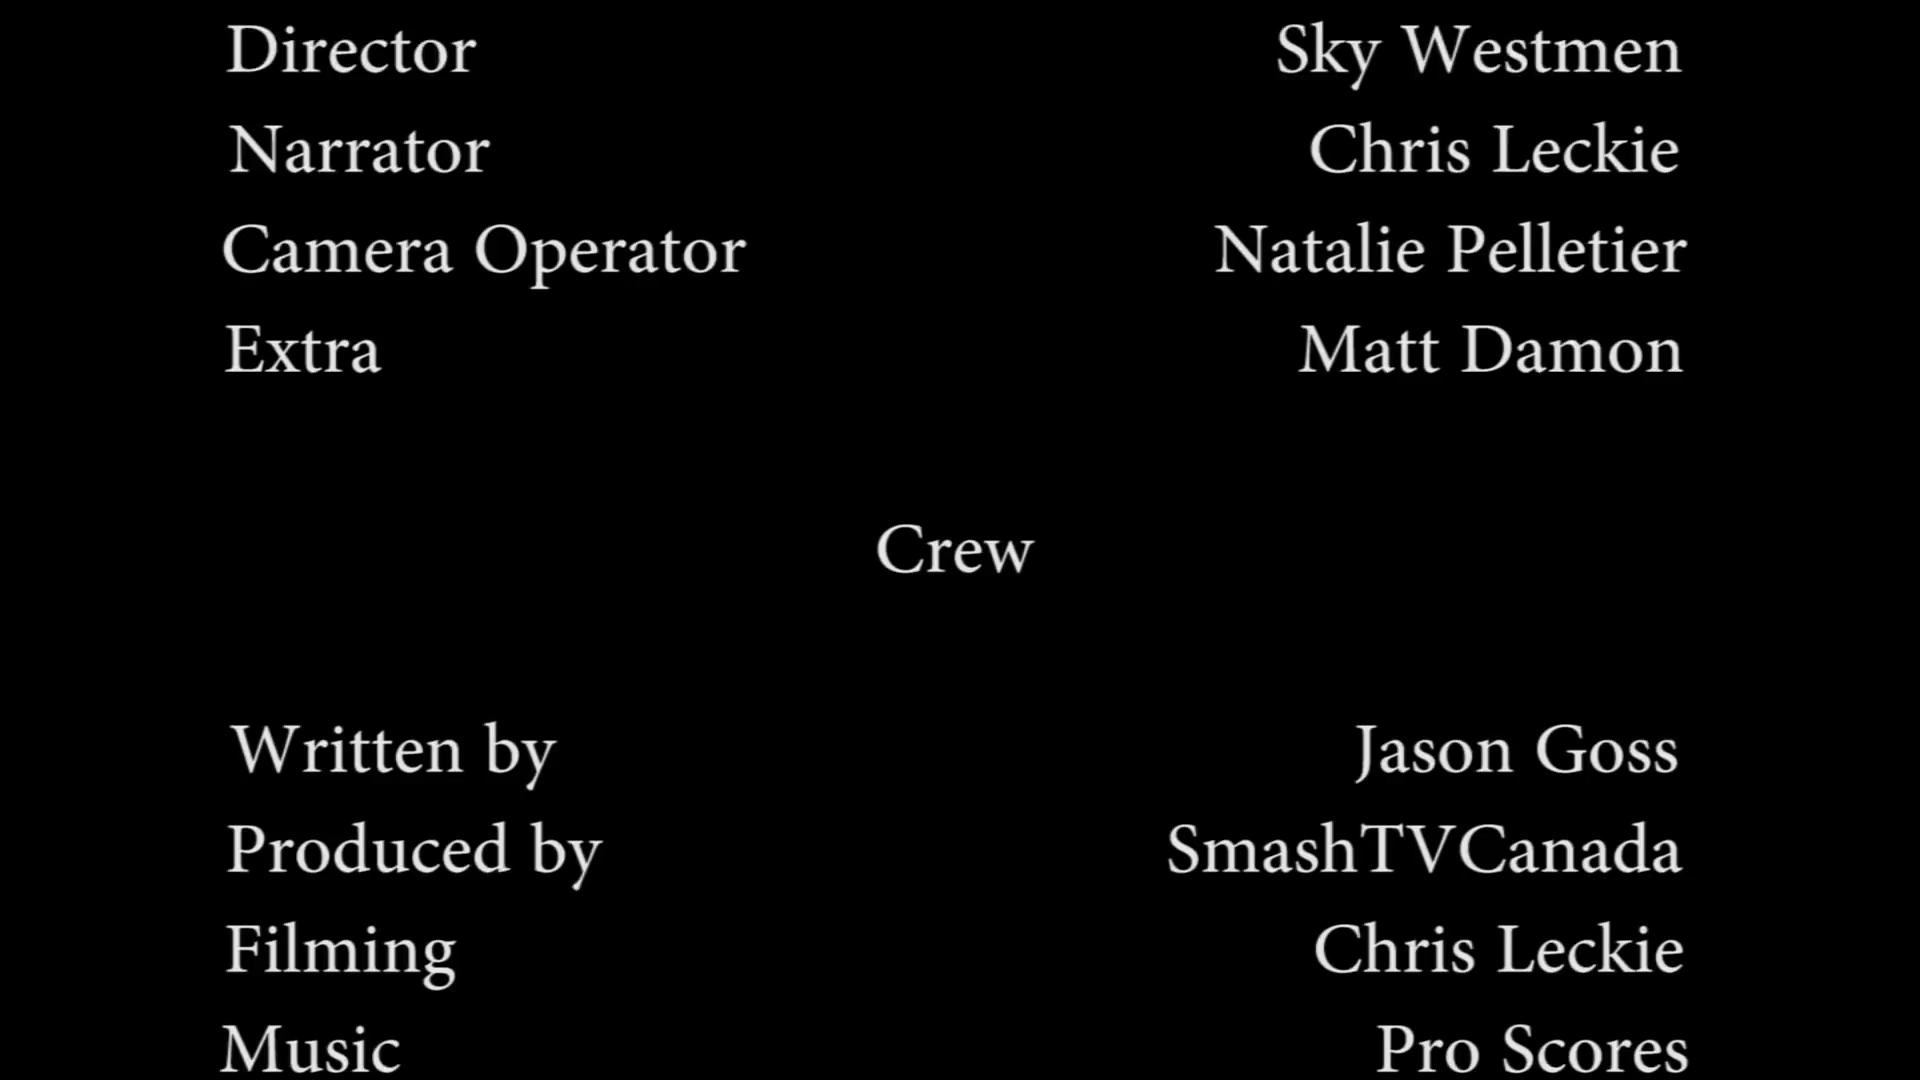 Director Sky Westmen
Narrator Chris Leckie
Camera Operator Natalie Pelletier
Extra Matt Damon
Crew
Written by Jason Goss
Produced by SmashTVCanada
Filming Chris Leckie
Music Pro Scores